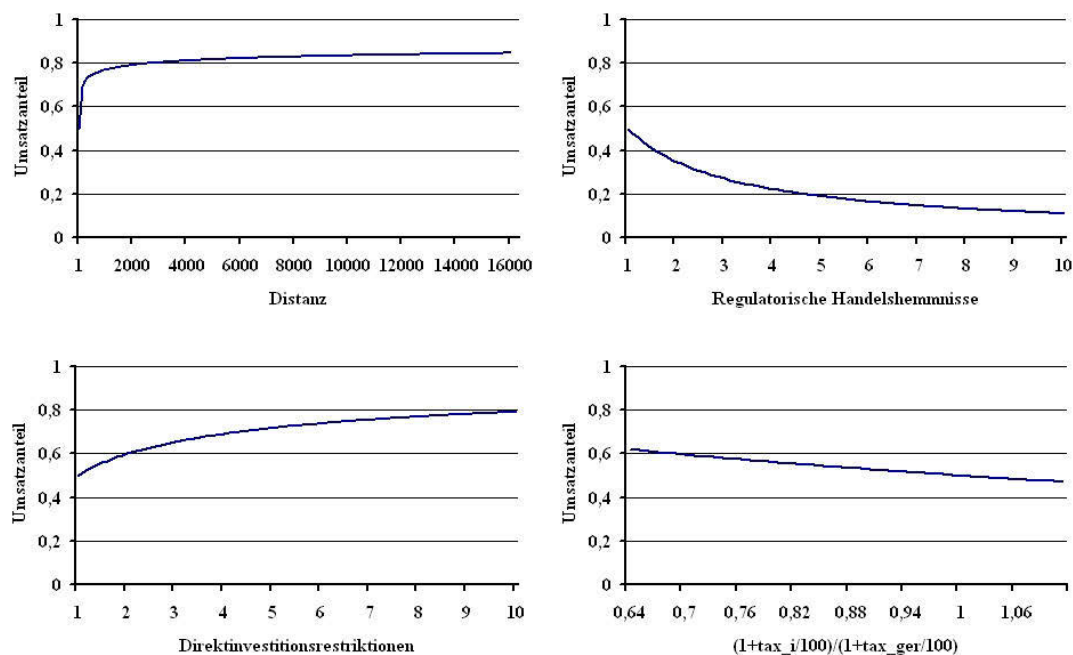 1
0,8
0,6
0,4
0,2
0
Umsatzanteil
1 2000 4000 6000 8000 10000 12000 14000 16000
Distanz
1
0,8
0,6
0,4
0,2
0
Umsatzanteil
1 2 3 4 5 6 7 8 9 10
Regulatorische Handelshemmnisse
1
0,8
0,6
0,4
0,2
0
Umsatzanteil
1 2 3 4 5 6 7 8 9 10
Direktinvestitionsrestriktionen
1
0,8
0,6
0,4
0,2
0
Umsatzanteil
0,64 0,7 0,76 0,82 0,88 0,94 1 1,06
(1+tax_i/100)/(1+tax_ger/100)